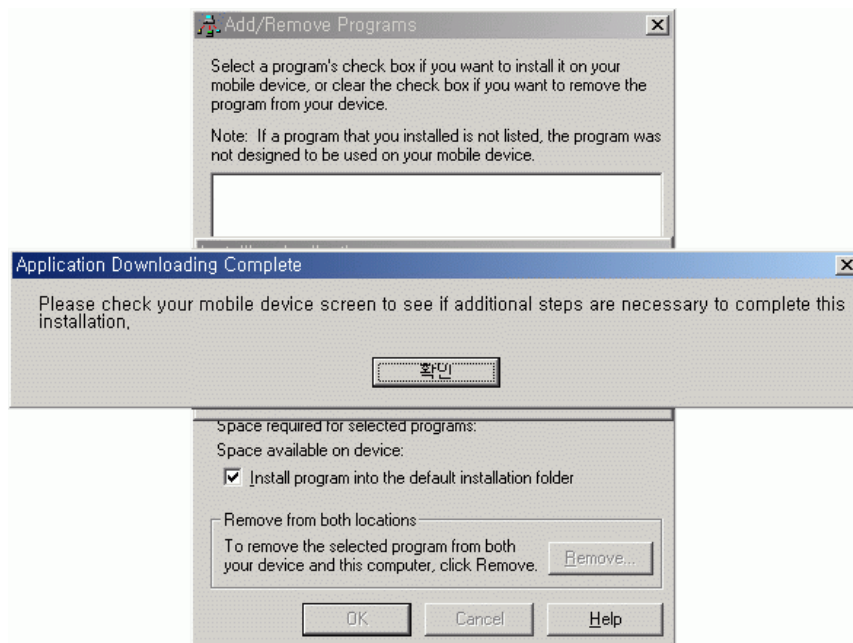 Add/Remove Programs
Select a program's check box if you want to install it on your
mobile device, or clear the check box if you want to remove the
program from your device.
Note: If a program that you installed is not listed, the program was
not designed to be used on your mobile device.
Application Downloading Complete
Please check your mobile device screen to see if additional steps are necessary to complete this
installation.
확인
Space required for selected programs:
Space available on device:
Install program into the default installation folder
Remove from both locations
To remove the selected program from both
your device and this computer, click Remove.
Remove...
OK
Cancel
Help